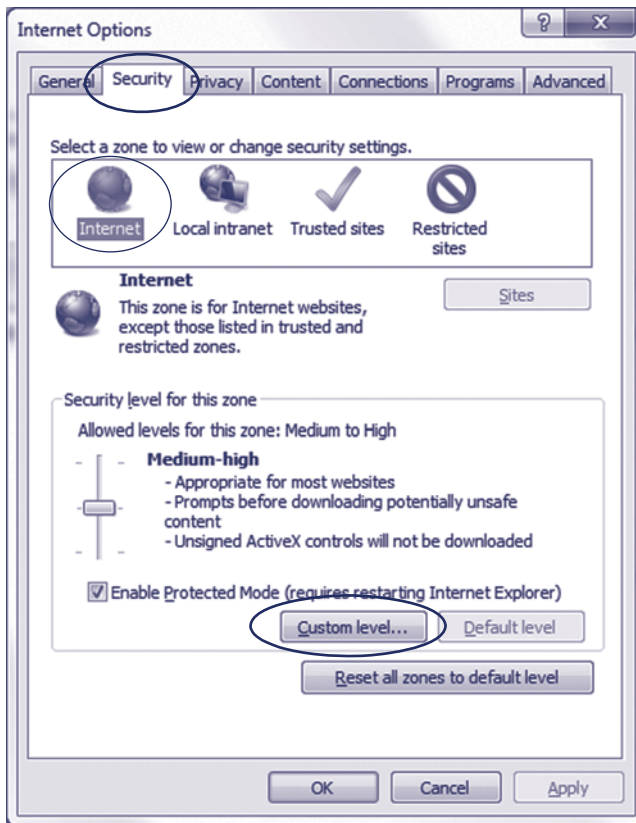 Internet Options
?
X
General Security Privacy Content Connections Programs Advanced
Select a zone to view or change security settings.
Internet Local intranet Trusted sites Restricted
sites
Internet
Sites
This zone is for Internet websites,
except those listed in trusted and
restricted zones.
Security level for this zone
Allowed levels for this zone: Medium to High
Medium-high
- Appropriate for most websites
- Prompts before downloading potentially unsafe
content
- Unsigned ActiveX controls will not be downloaded
Enable Protected Mode (requires restarting Internet Explorer)
Custom level... Default level
Reset all zones to default level
OK Cancel Apply